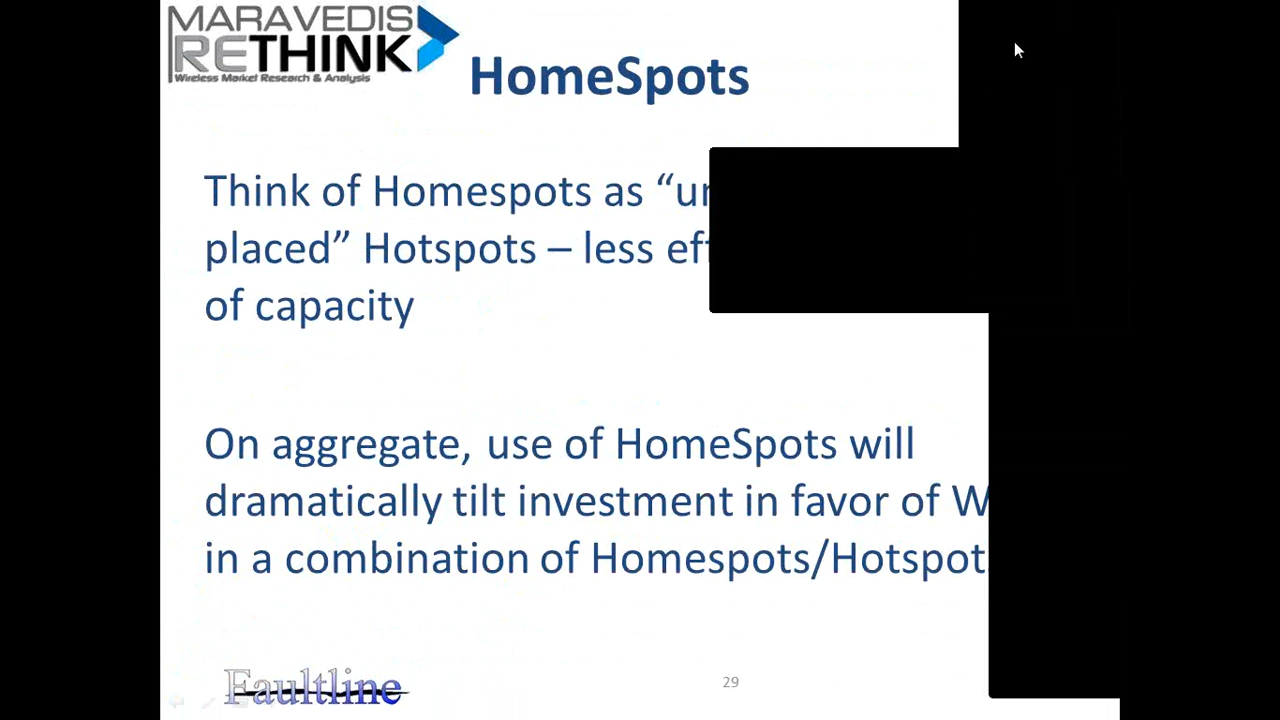 MARAVEDIS
RETHINK
Wireless Market Research & Analysis
HomeSpots
Think of Homespots as “
placed” Hotspots – less
of capacity
On aggregate, use of HomeSpots will
dramatically tilt investment in favor of
in a combination of Homespots/Hotspot
Faultline
29